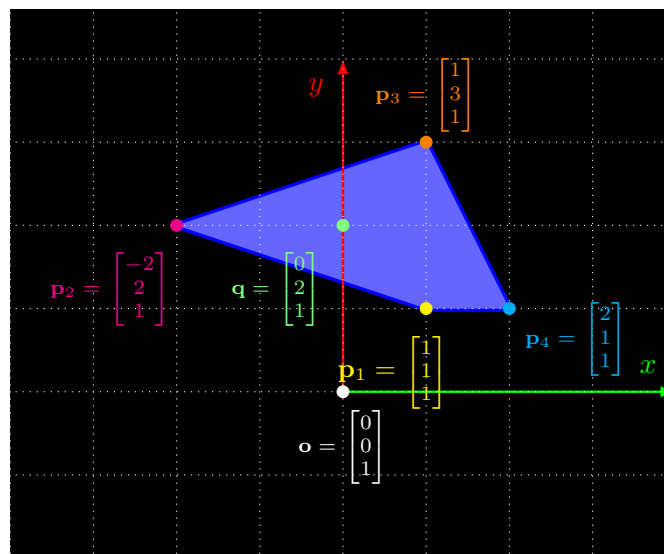 y
p₃ = [1 3 1]
p₂ = [−2 2 1]
q = [0 2 1]
p₄ = [2 1 1]
p₁ = [1 1 1]
x
o = [0 0 1]